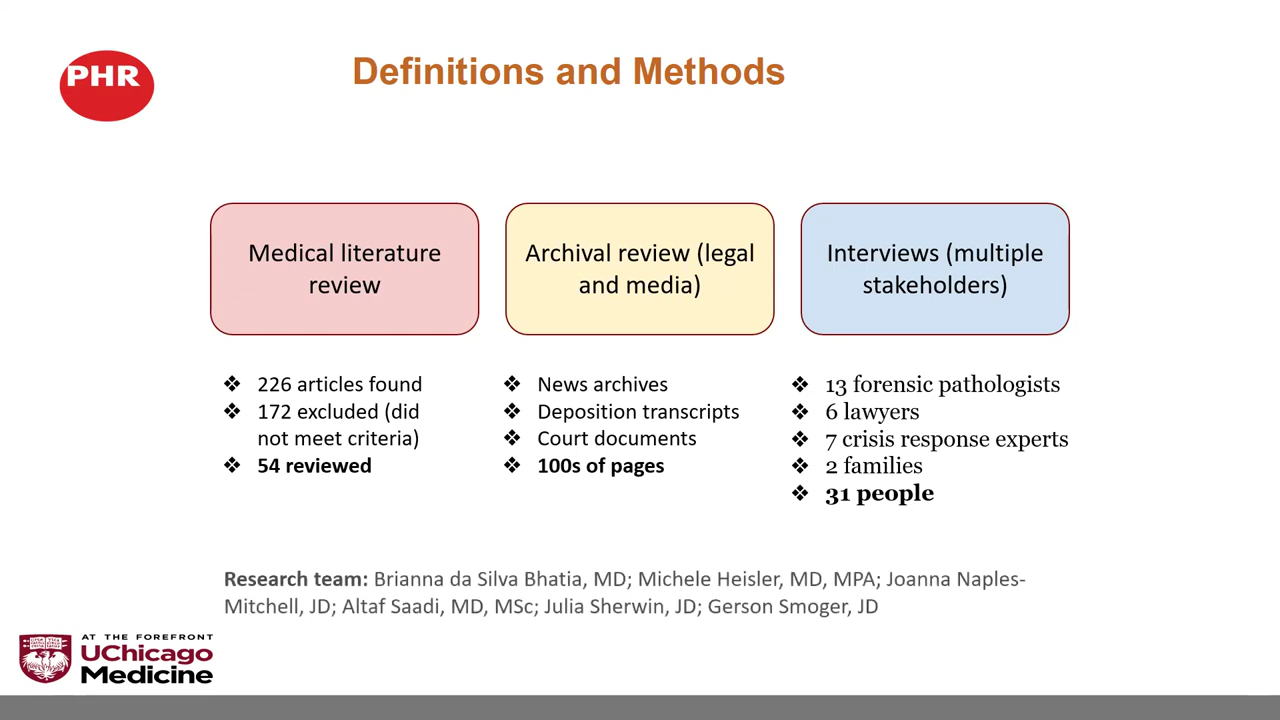 PHR
Definitions and Methods
Medical literature
review
Archival review (legal
and media)
Interviews (multiple
stakeholders)
❖ 226 articles found
❖ 172 excluded (did
not meet criteria)
❖ 54 reviewed
❖ News archives
❖ Deposition transcripts
❖ Court documents
❖ 100s of pages
❖ 13 forensic pathologists
❖ 6 lawyers
❖ 7 crisis response experts
❖ 2 families
❖ 31 people
Research team: Brianna da Silva Bhatia, MD; Michele Heisler, MD, MPA; Joanna Naples-
Mitchell, JD; Altaf Saadi, MD, MSc; Julia Sherwin, JD; Gerson Smoger, JD
AT THE FOREFRONT
UChicago
Medicine